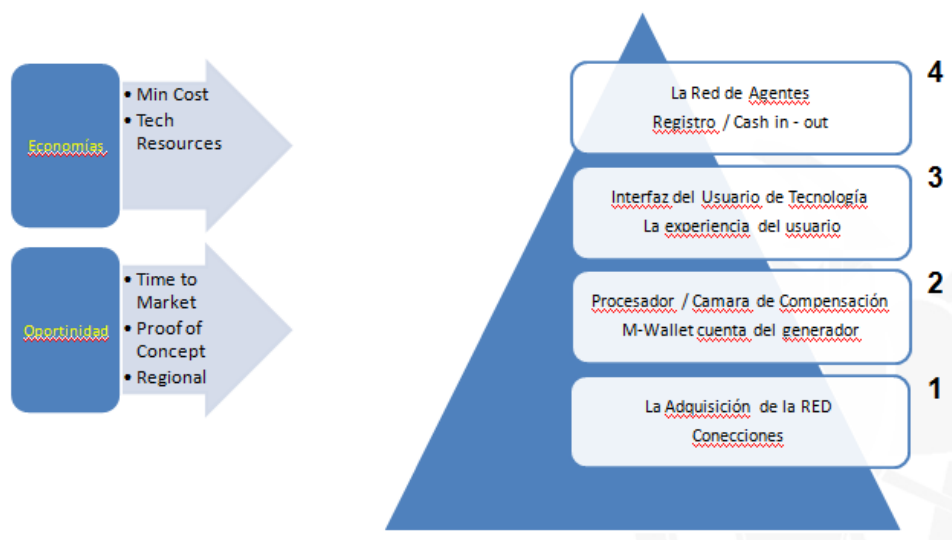 Economías.
• Min Cost
• Tech
Resources
Oportinidad
• Time to
Market
• Proof of
Concept
• Regional
4
La Red de Agentes
Registro / Cash in - out
3
Interfaz del Usuario de Tecnología
La experiencia del usuario
2
Procesador / Camara de Compensación
M-Wallet cuenta del generador
1
La Adquisición de la RED
Conecciones